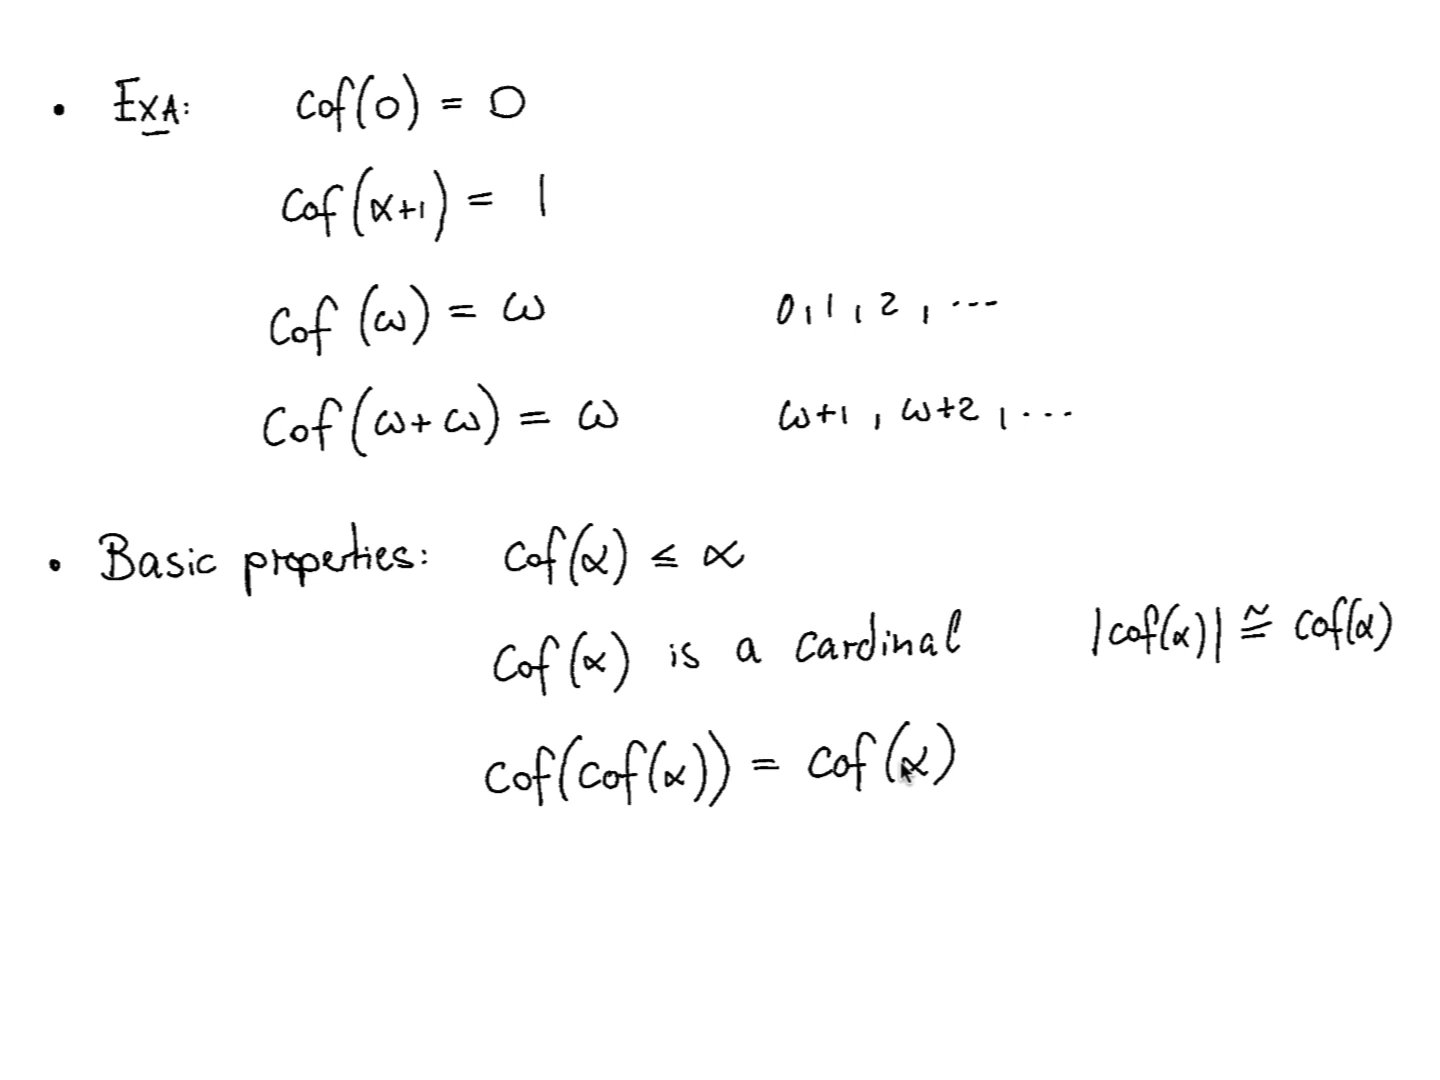 • EXA: Cof(0) = 0
Cof(α+1) = 1
Cof(ω) = ω 0, 1, 2, ---
Cof(ω+ω) = ω ω+1, ω+2, ...
• Basic properties: Cof(α) ≤ α
Cof(α) is a cardinal |cof(α)| ≅ cof(α)
Cof(Cof(α)) = Cof(α)